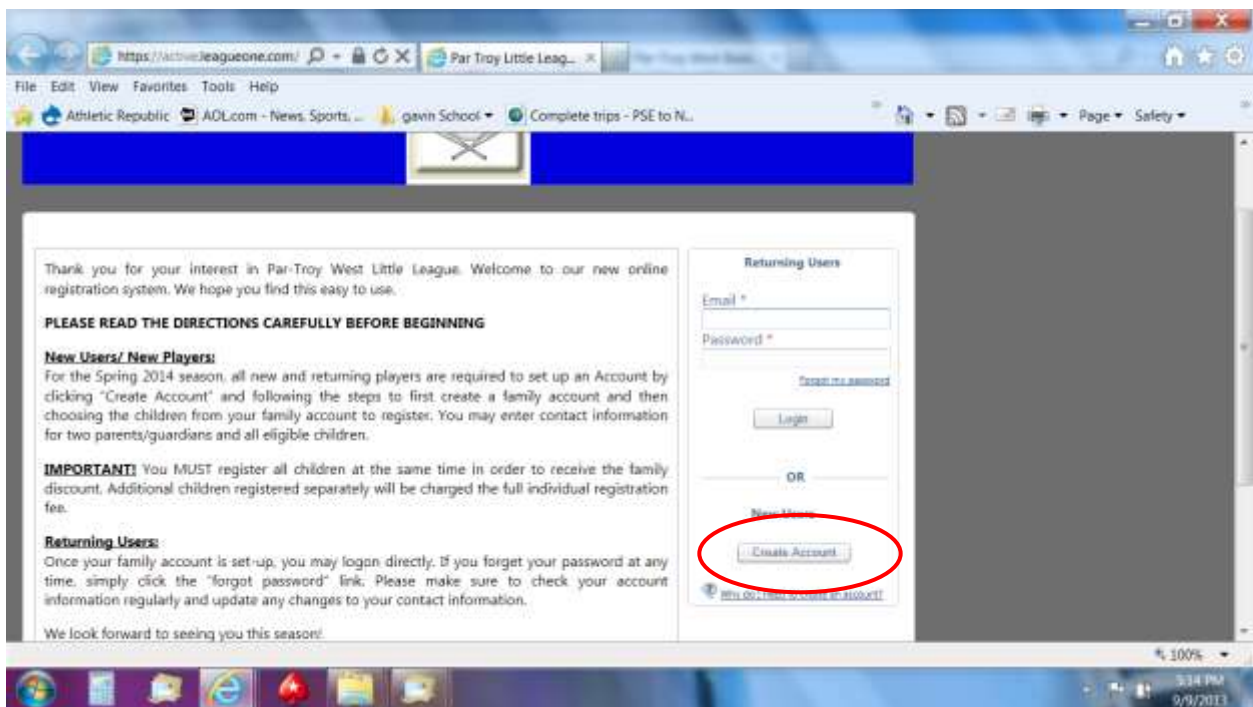 https://active.leagueone.com/
Par Troy Little Leag...
File Edit View Favorites Tools Help
Athletic Republic AOL.com - News, Sports, ... gavin School Complete trips - PSE to N...
Page Safety
Thank you for your interest in Par-Troy West Little League. Welcome to our new online
registration system. We hope you find this easy to use.
PLEASE READ THE DIRECTIONS CAREFULLY BEFORE BEGINNING
New Users/ New Players:
For the Spring 2014 season, all new and returning players are required to set up an Account by
clicking "Create Account" and following the steps to first create a family account and then
choosing the children from your family account to register. You may enter contact information
for two parents/guardians and all eligible children.
IMPORTANT! You MUST register all children at the same time in order to receive the family
discount. Additional children registered separately will be charged the full individual registration
fee.
Returning Users:
Once your family account is set-up, you may logon directly. If you forget your password at any
time, simply click the "forgot password" link. Please make sure to check your account
information regularly and update any changes to your contact information.
We look forward to seeing you this season!
Returning Users
Email *
Password *
Forgot my password
Login
OR
New Users
Create Account
Why do I need to create an account?
100%
5:14 PM
9/9/2013